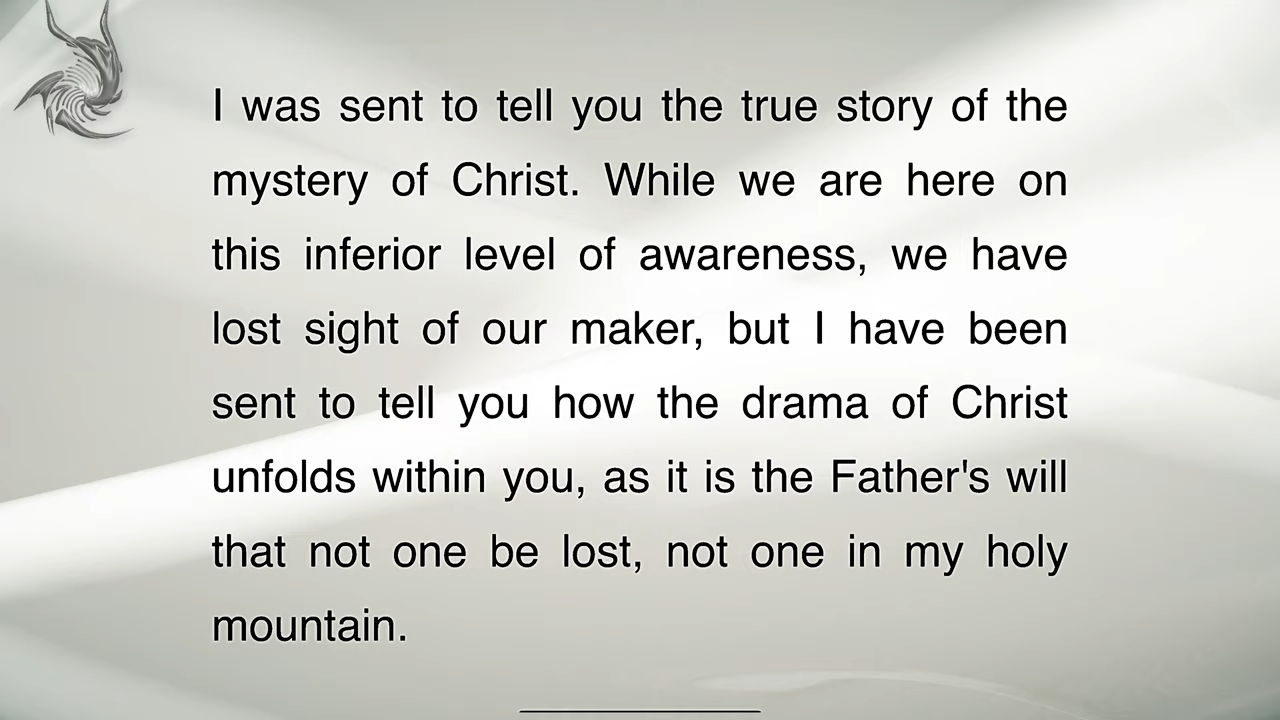 I was sent to tell you the true story of the
mystery of Christ. While we are here on
this inferior level of awareness, we have
lost sight of our maker, but I have been
sent to tell you how the drama of Christ
unfolds within you, as it is the Father's will
that not one be lost, not one in my holy
mountain.